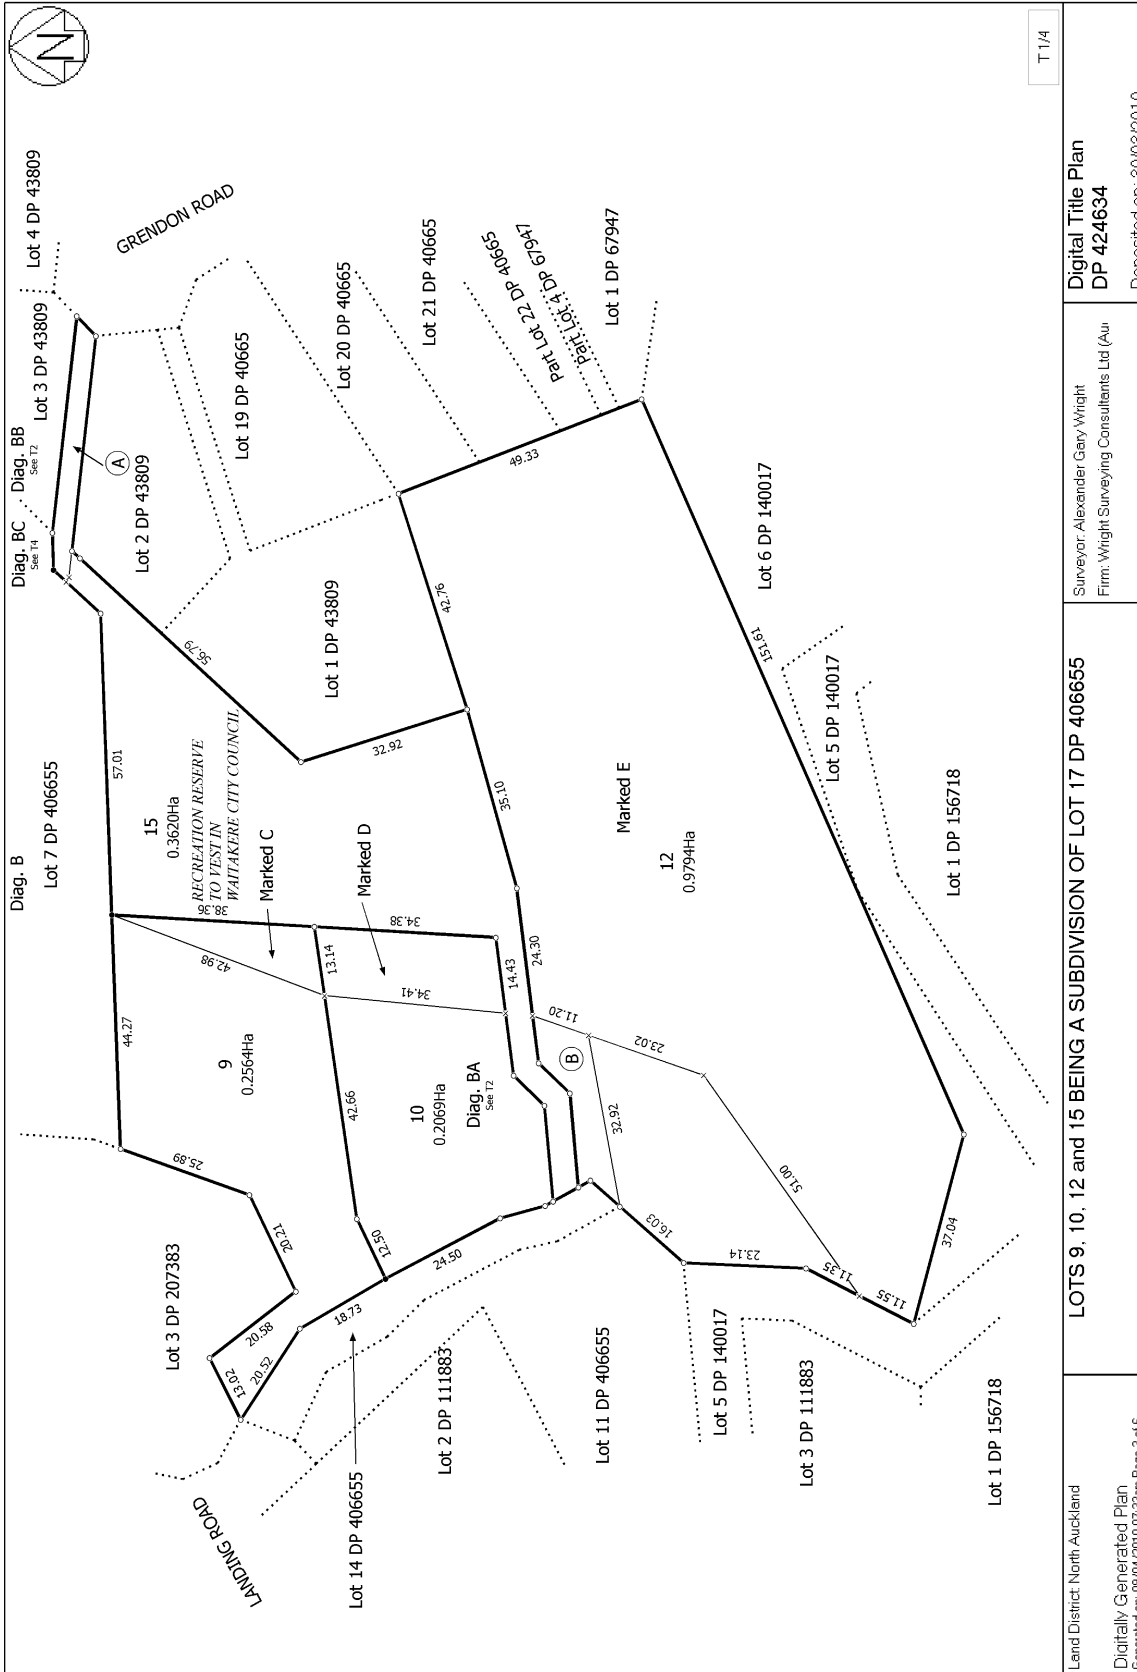 N
Diag. B
Diag. BC
See T4
Diag. BB
See T2
Lot 4 DP 43809
Lot 3 DP 43809
GRENDON ROAD
A
Lot 2 DP 43809
Lot 19 DP 40665
Lot 20 DP 40665
Lot 21 DP 40665
Part Lot 22 DP 40665
Part Lot 4 DP 67947
Lot 1 DP 67947
Lot 7 DP 406655
57.01
56.79
15
0.3620Ha
RECREATION RESERVE
TO VEST IN
WAITAKERE CITY COUNCIL
Marked C
Marked D
Lot 1 DP 43809
32.92
42.76
49.33
35.10
38.36
34.38
42.98
13.14
34.41
14.43
24.30
11.20
44.27
9
0.2564Ha
25.89
20.21
20.58
13.02
20.52
18.73
12.50
42.66
10
0.2069Ha
Diag. BA
See T2
24.50
B
32.92
23.02
51.00
16.03
23.14
11.35
11.55
37.04
151.61
Marked E
12
0.9794Ha
Lot 6 DP 140017
Lot 5 DP 140017
Lot 1 DP 156718
Lot 3 DP 207383
LANDING ROAD
Lot 14 DP 406655
Lot 2 DP 111883
Lot 11 DP 406655
Lot 5 DP 140017
Lot 3 DP 111883
Lot 1 DP 156718
T 1/4
Land District: North Auckland
Digitally Generated Plan
LOTS 9, 10, 12 and 15 BEING A SUBDIVISION OF LOT 17 DP 406655
Surveyor: Alexander Gary Wright
Firm: Wright Surveying Consultants Ltd
Digital Title Plan
DP 424634